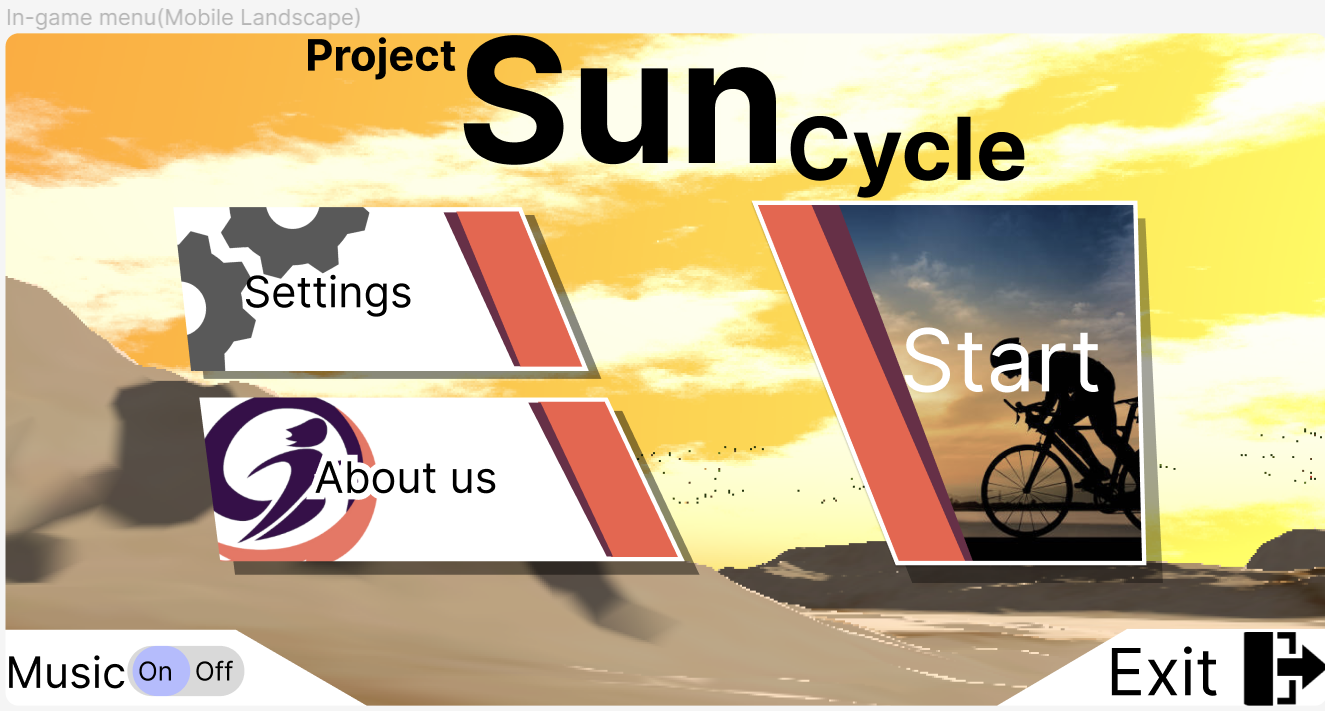 In-game menu(Mobile Landscape)
Project
Sun
Cycle
Settings
Start
About us
Music On Off
Exit